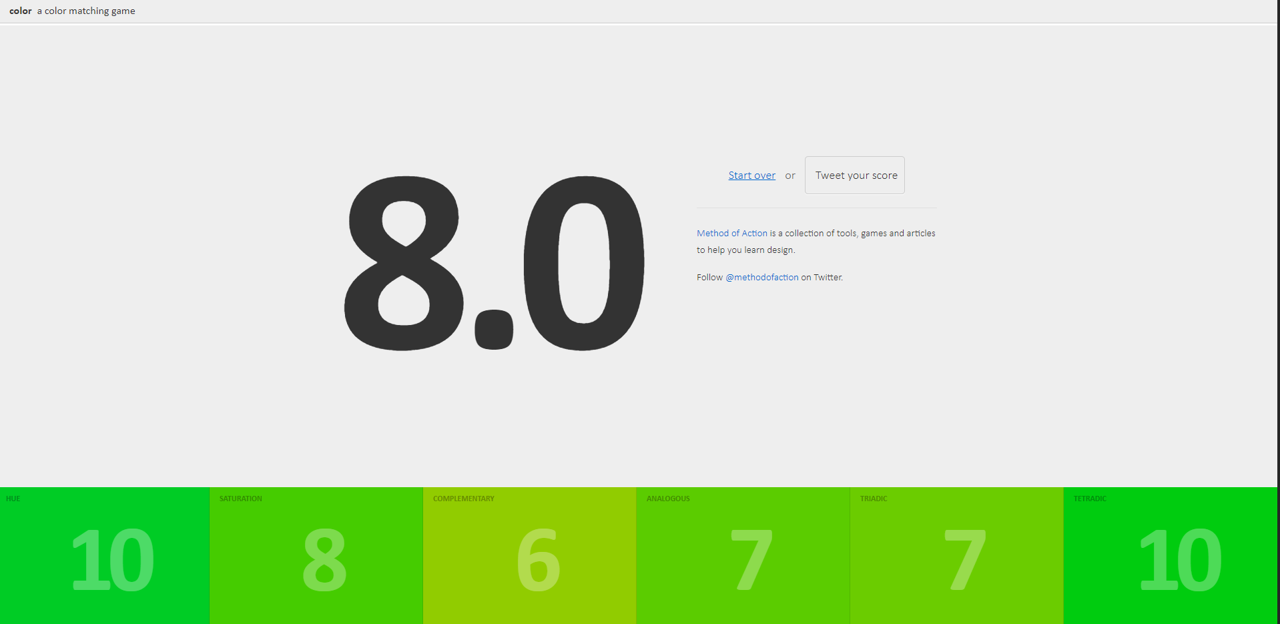 color a color matching game
8.0
Start over or Tweet your score
Method of Action is a collection of tools, games and articles
to help you learn design.
Follow @methodofaction on Twitter.
HUE
10
SATURATION
8
COMPLEMENTARY
6
ANALOGOUS
7
TRIADIC
7
TETRADIC
10